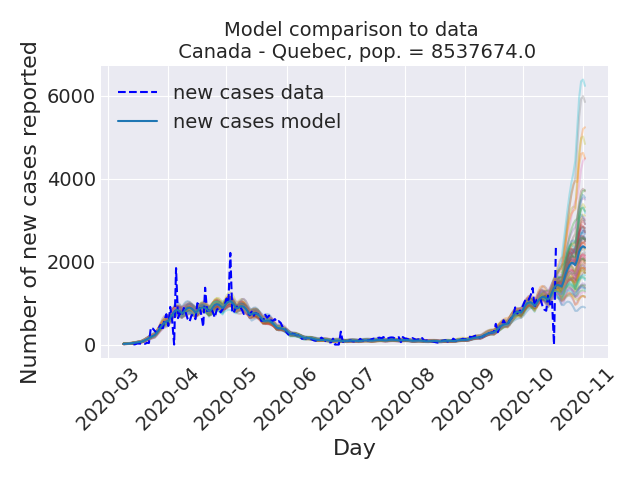 Model comparison to data
Canada - Quebec, pop. = 8537674.0
Number of new cases reported
6000
4000
2000
0
new cases data
new cases model
2020-03
2020-04
2020-05
2020-06
2020-07
2020-08
2020-09
2020-10
2020-11
Day